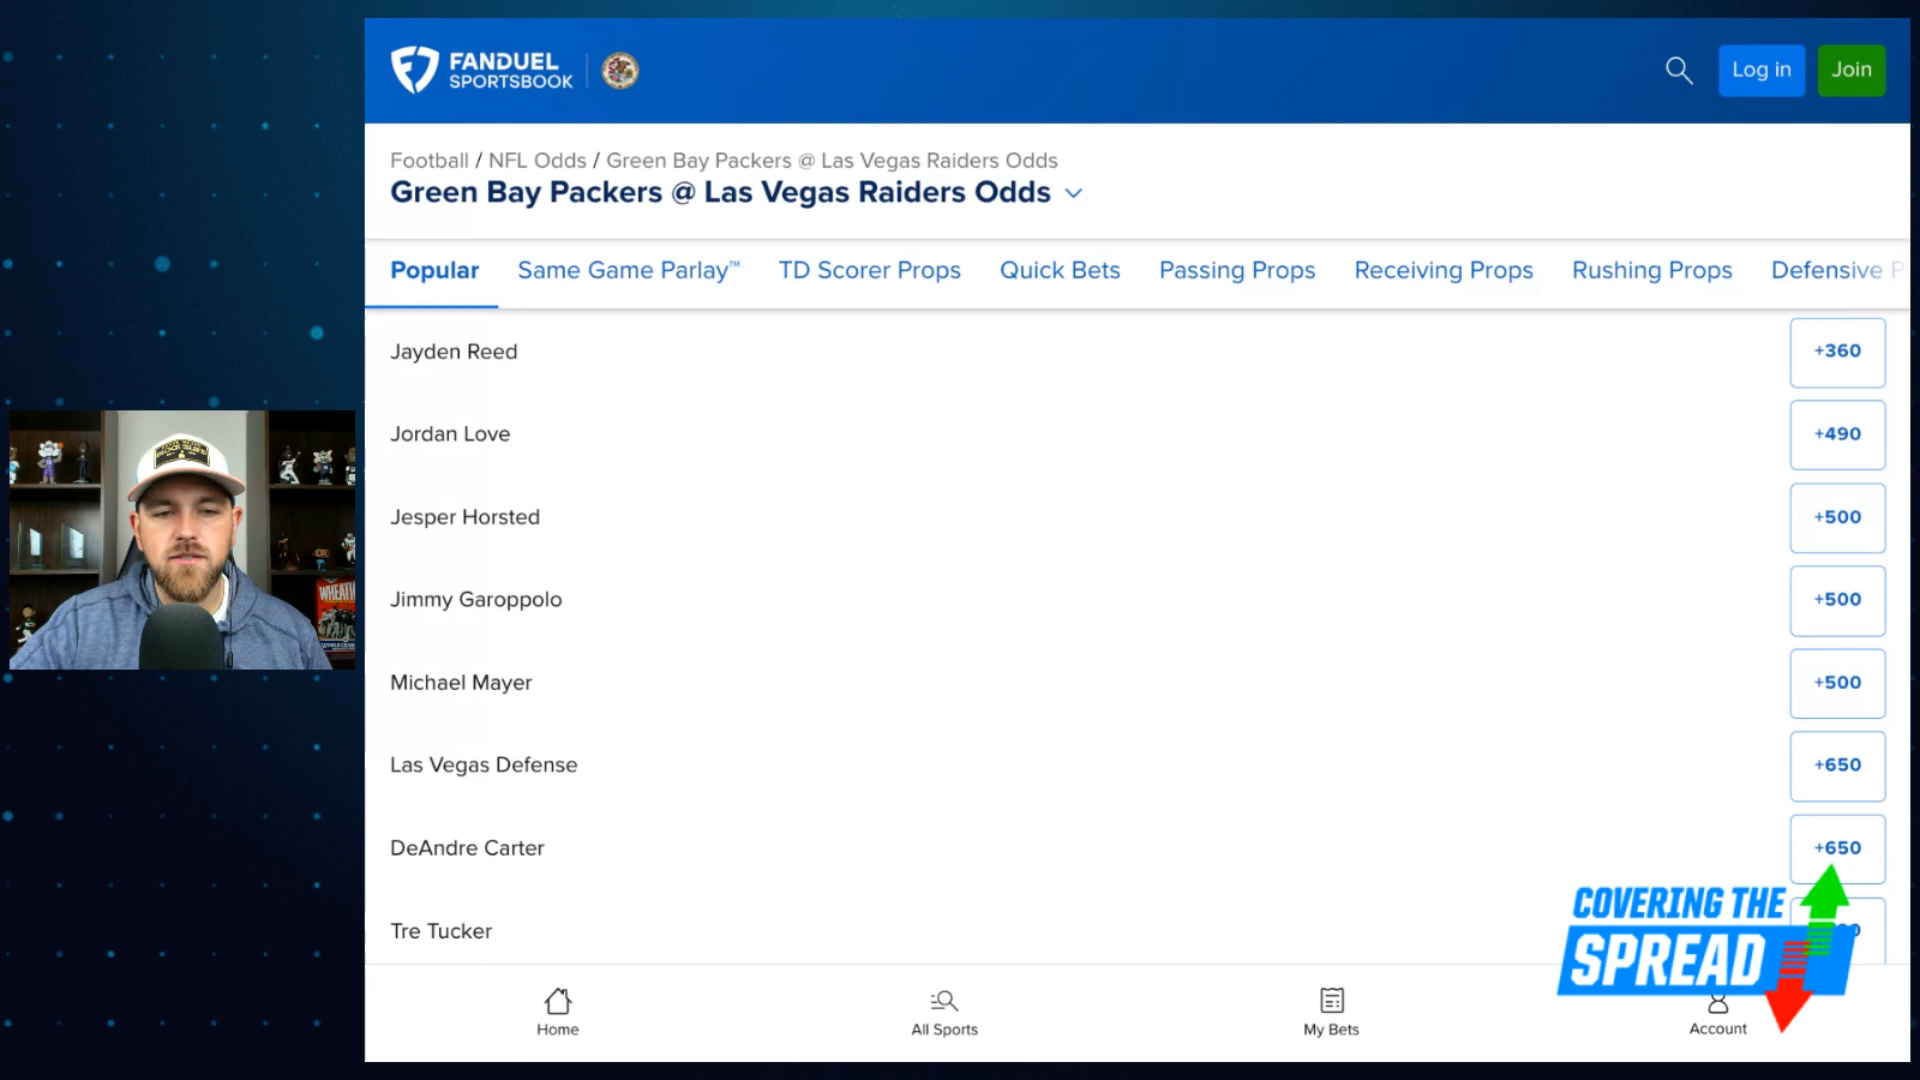 FANDUEL
SPORTSBOOK
Log in
Join
Football / NFL Odds / Green Bay Packers @ Las Vegas Raiders Odds
Green Bay Packers @ Las Vegas Raiders Odds
Popular
Same Game Parlay™
TD Scorer Props
Quick Bets
Passing Props
Receiving Props
Rushing Props
Defensive P
Jayden Reed
+360
Jordan Love
+490
Jesper Horsted
+500
Jimmy Garoppolo
+500
Michael Mayer
+500
Las Vegas Defense
+650
DeAndre Carter
+650
Tre Tucker
COVERING THE
SPREAD
Home
All Sports
My Bets
Account